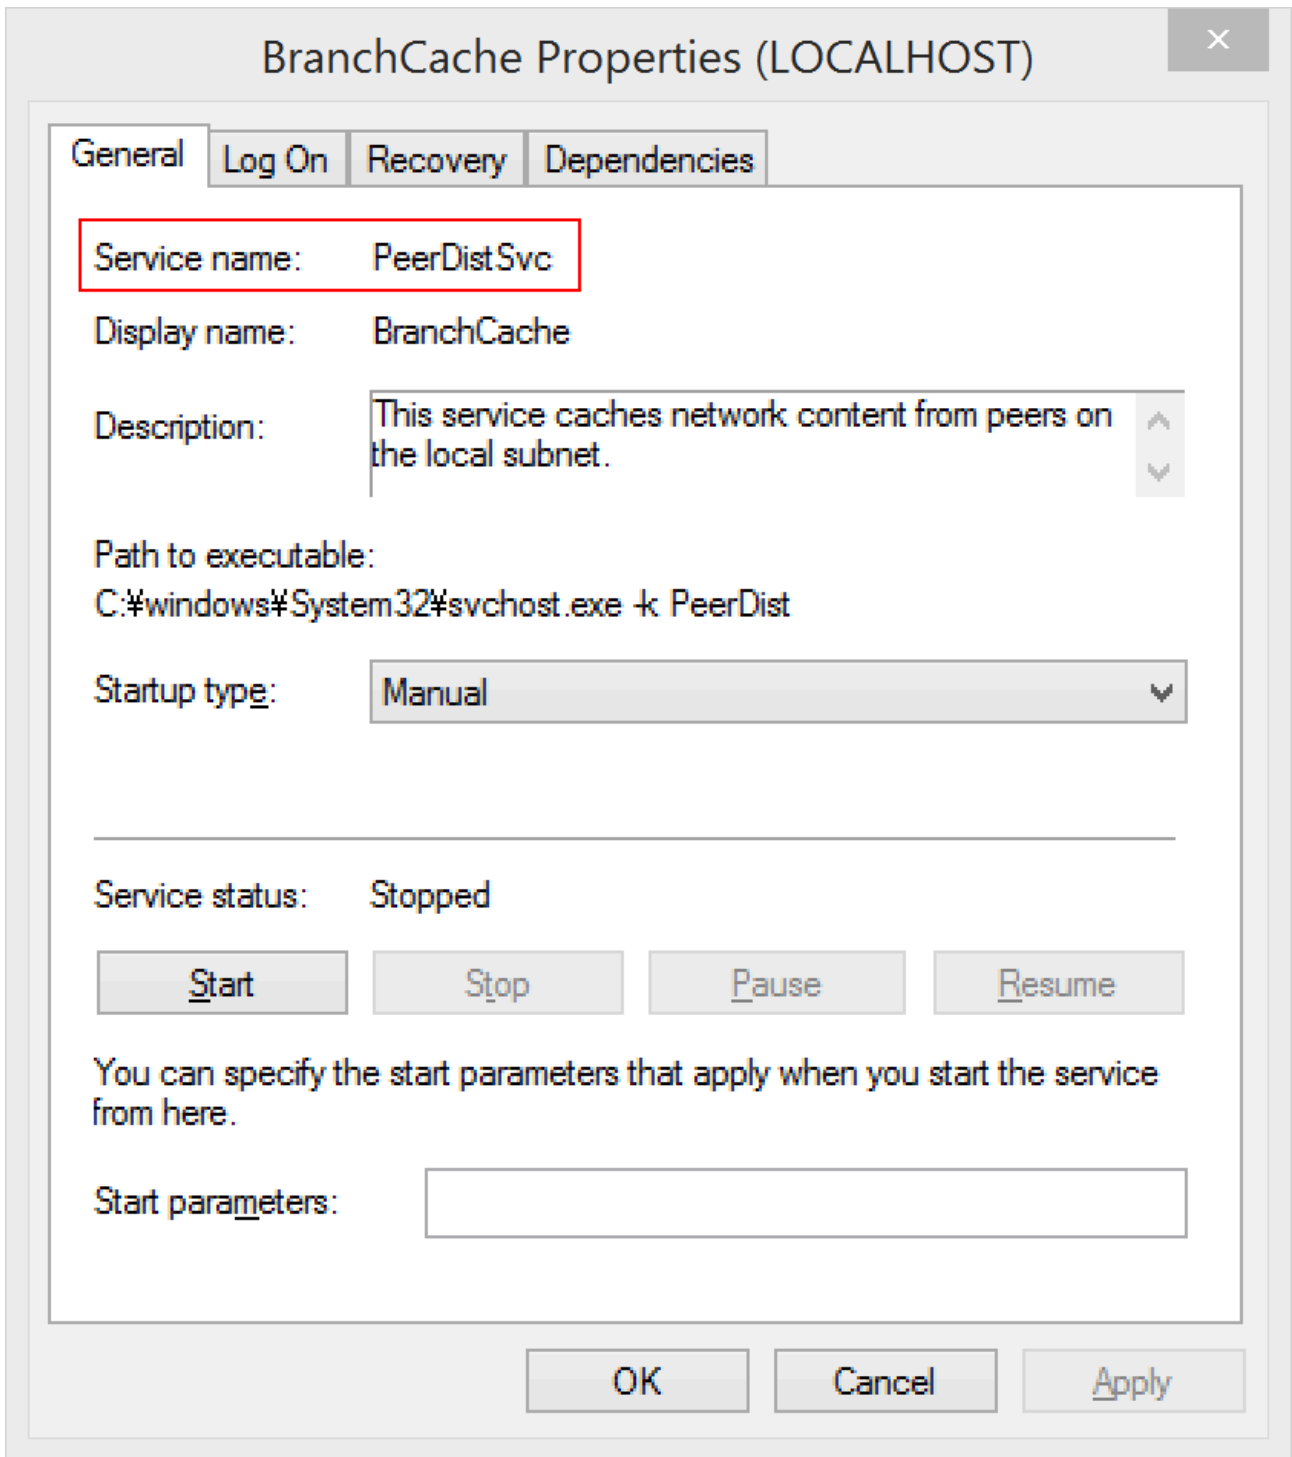 BranchCache Properties (LOCALHOST)
×
General Log On Recovery Dependencies
Service name: PeerDistSvc
Display name: BranchCache
Description: This service caches network content from peers on
the local subnet.
Path to executable:
C:¥windows¥System32¥svchost.exe -k PeerDist
Startup type: Manual
Service status: Stopped
Start Stop Pause Resume
You can specify the start parameters that apply when you start the service
from here.
Start parameters:
OK Cancel Apply